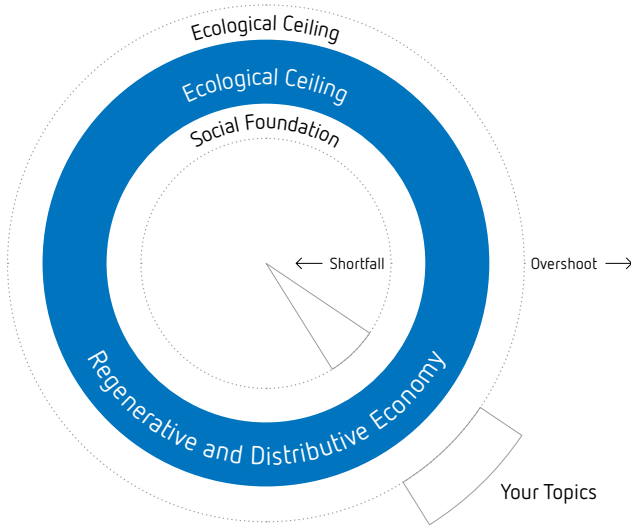 Ecological Ceiling
Ecological Ceiling
Social Foundation
Shortfall
Overshoot
Regenerative and Distributive Economy
Your Topics